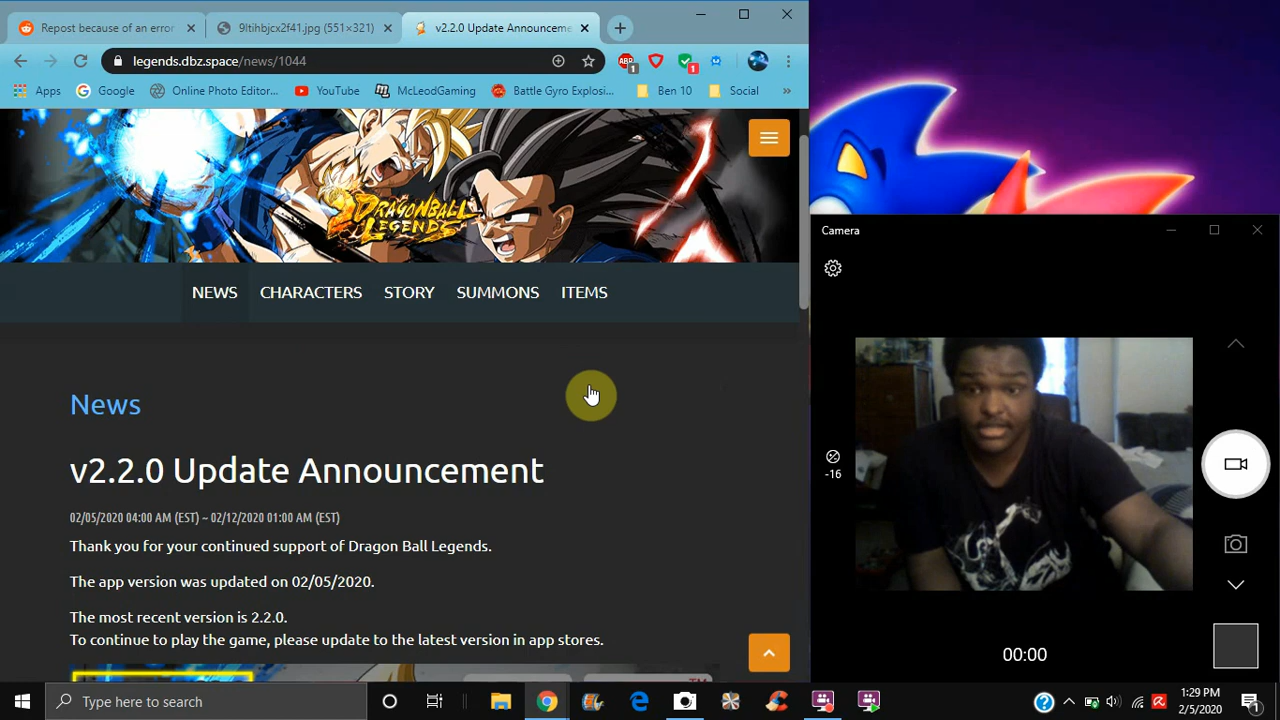 Repost because of an error
9ltihbjcx2f41.jpg (551×321)
v2.2.0 Update Announceme
legends.dbz.space/news/1044
ABP
1
1
Apps
Google
Online Photo Editor...
YouTube
McLeodGaming
Battle Gyro Explosi...
Ben 10
Social
»
DRAGONBALL
LEGENDS
NEWS
CHARACTERS
STORY
SUMMONS
ITEMS
News
v2.2.0 Update Announcement
02/05/2020 04:00 AM (EST) ~ 02/12/2020 01:00 AM (EST)
Thank you for your continued support of Dragon Ball Legends.
The app version was updated on 02/05/2020.
The most recent version is 2.2.0.
To continue to play the game, please update to the latest version in app stores.
TM
Camera
-16
00:00
Type here to search
1:29 PM
2/5/2020
1